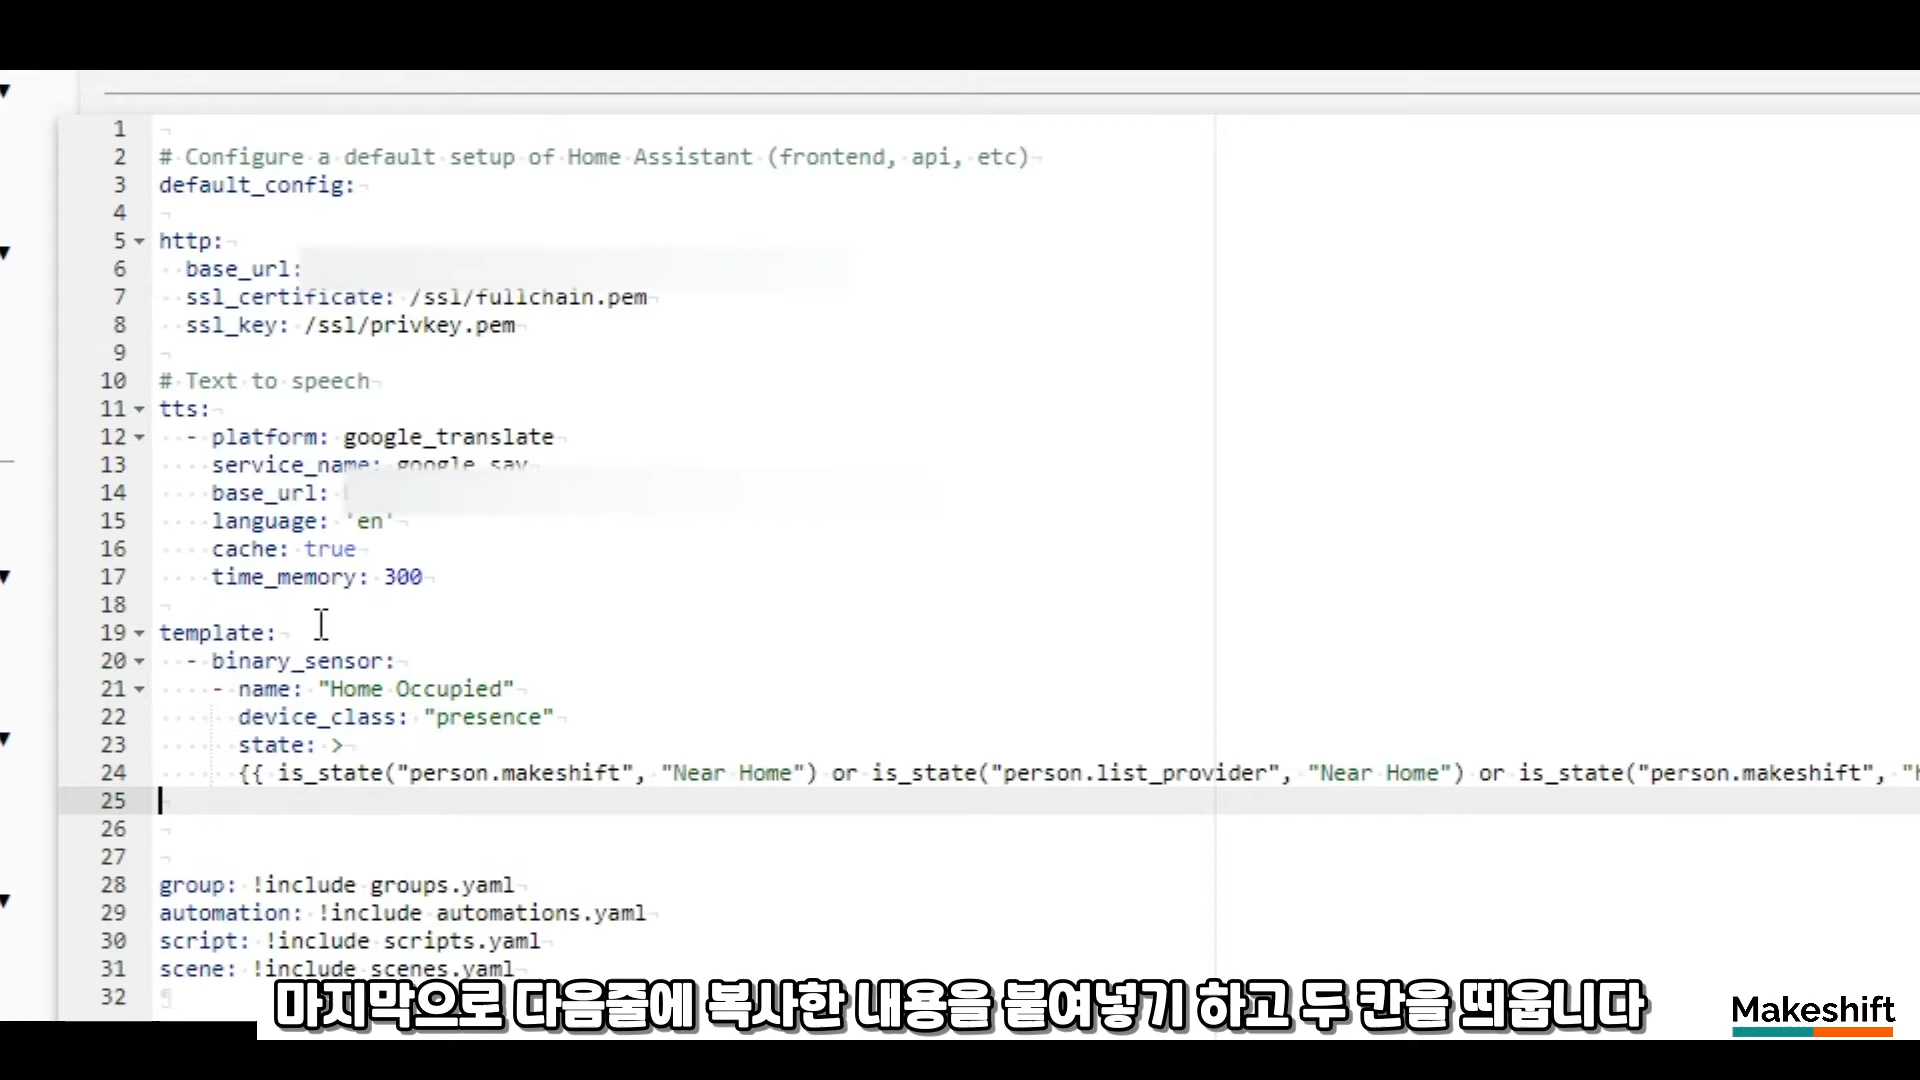 1
2 # Configure a default setup of Home Assistant (frontend, api, etc)
3 default_config:
4
5 http:
6 base_url:
7 ssl_certificate: /ssl/fullchain.pem
8 ssl_key: /ssl/privkey.pem
9
10 # Text to speech
11 tts:
12 - platform: google_translate
13 service_name: google_say
14 base_url:
15 language: 'en'
16 cache: true
17 time_memory: 300
18
19 template:
20 - binary_sensor:
21 - name: "Home Occupied"
22 device_class: "presence"
23 state: >
24 {{ is_state("person.makeshift", "Near Home") or is_state("person.list_provider", "Near Home") or is_state("person.makeshift", "h
25
26
27
28 group: !include groups.yaml
29 automation: !include automations.yaml
30 script: !include scripts.yaml
31 scene: !include scenes.yaml
32
마지막으로 다음줄에 복사한 내용을 붙여넣기 하고 두 칸을 띄웁니다
Makeshift